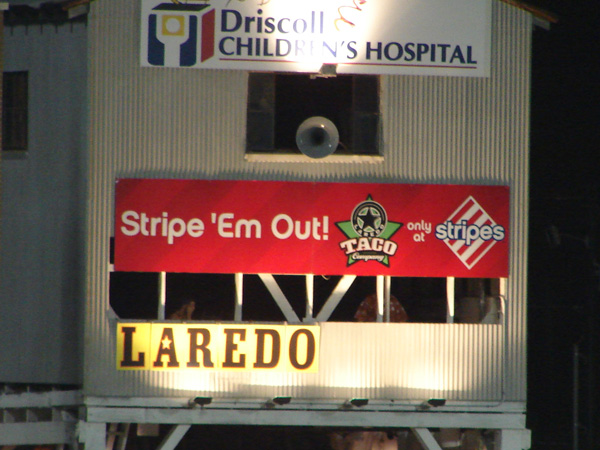 Driscoll
CHILDREN'S HOSPITAL
Stripe 'Em Out!
TACO
Company
only
at
stripes
LAREDO